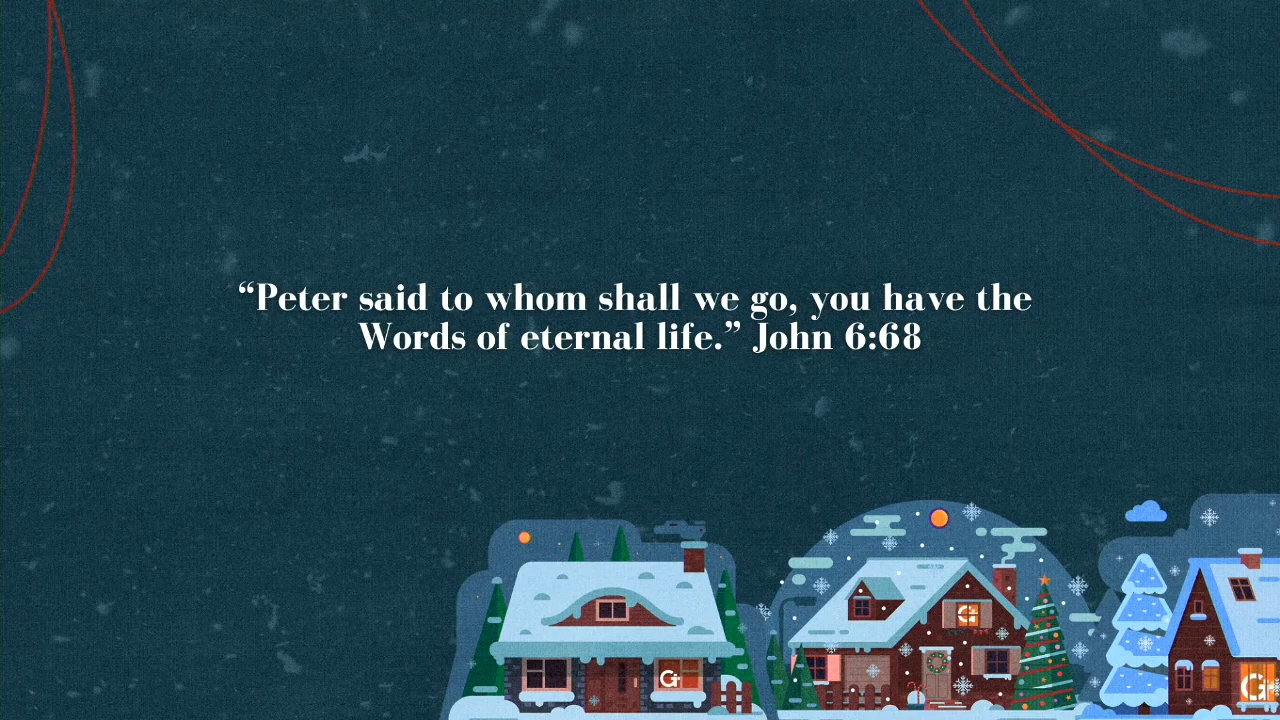 “Peter said to whom shall we go, you have the
Words of eternal life.” John 6:68